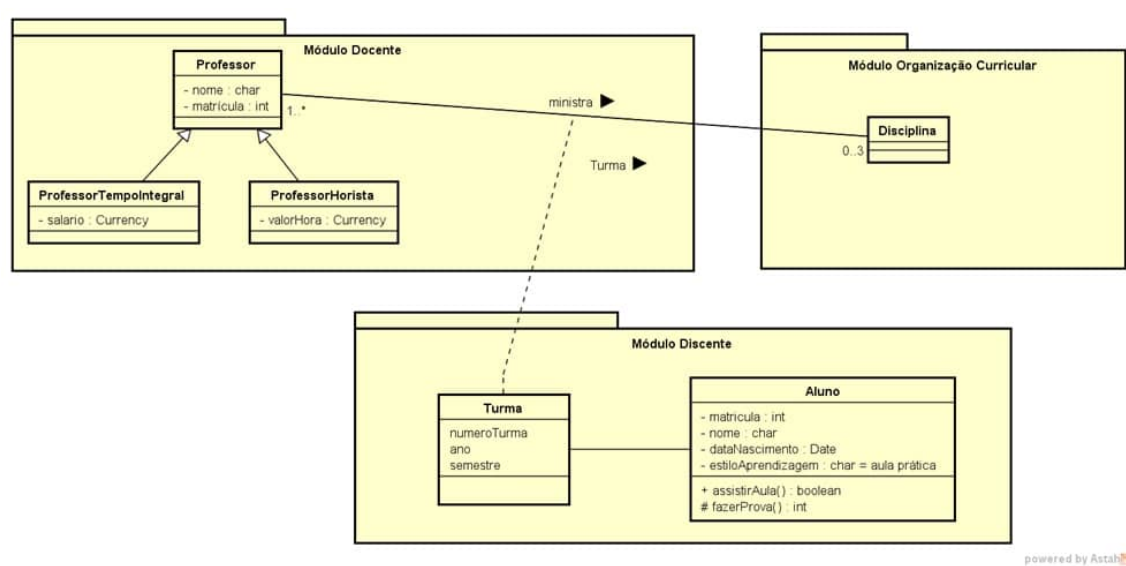 Módulo Docente
Professor
- nome : char
- matrícula : int
1..*
ministra
Turma
ProfessorTempoIntegral
- salario : Currency
ProfessorHorista
- valorHora : Currency
Módulo Organização Curricular
Disciplina
0..3
Módulo Discente
Turma
numeroTurma
ano
semestre
Aluno
- matricula : int
- nome : char
- dataNascimento : Date
- estiloAprendizagem : char = aula prática
+ assistirAula() : boolean
# fazerProva() : int
powered by Astah